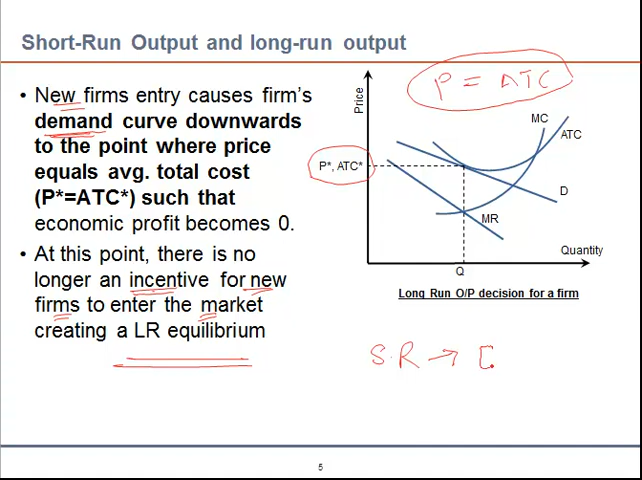 Short-Run Output and long-run output
• New firms entry causes firm's
demand curve downwards
to the point where price
equals avg. total cost
(P*=ATC*) such that
economic profit becomes 0.
• At this point, there is no
longer an incentive for new
firms to enter the market
creating a LR equilibrium
P = ATC
Price
MC
ATC
P*, ATC*
D
MR
Quantity
Q
Long Run O/P decision for a firm
S.R →
5